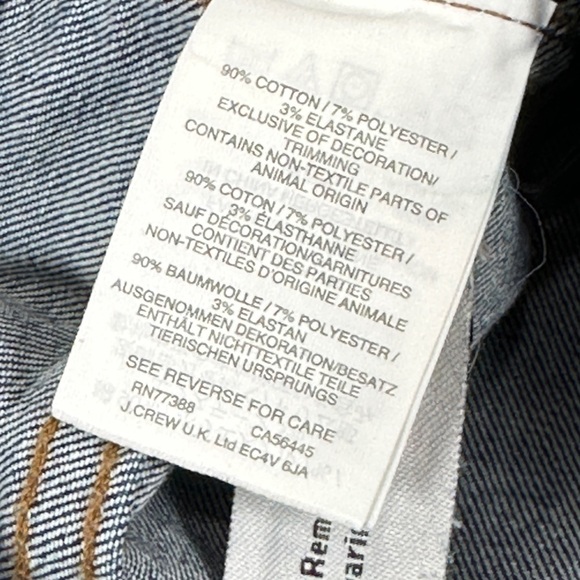 90% COTTON / 7% POLYESTER /
3% ELASTANE
EXCLUSIVE OF DECORATION/
TRIMMING
CONTAINS NON-TEXTILE PARTS OF
ANIMAL ORIGIN
90% COTON / 7% POLYESTER /
3% ÉLASTHANNE
SAUF DÉCORATION/GARNITURES
CONTIENT DES PARTIES
NON-TEXTILES D'ORIGINE ANIMALE
90% BAUMWOLLE / 7% POLYESTER /
3% ELASTAN
AUSGENOMMEN DEKORATION/BESATZ
ENTHÄLT NICHTTEXTILE TEILE
TIERISCHEN URSPRUNGS
SEE REVERSE FOR CARE
RN77388 CA56445
J.CREW U.K. Ltd EC4V 6JA
Rem